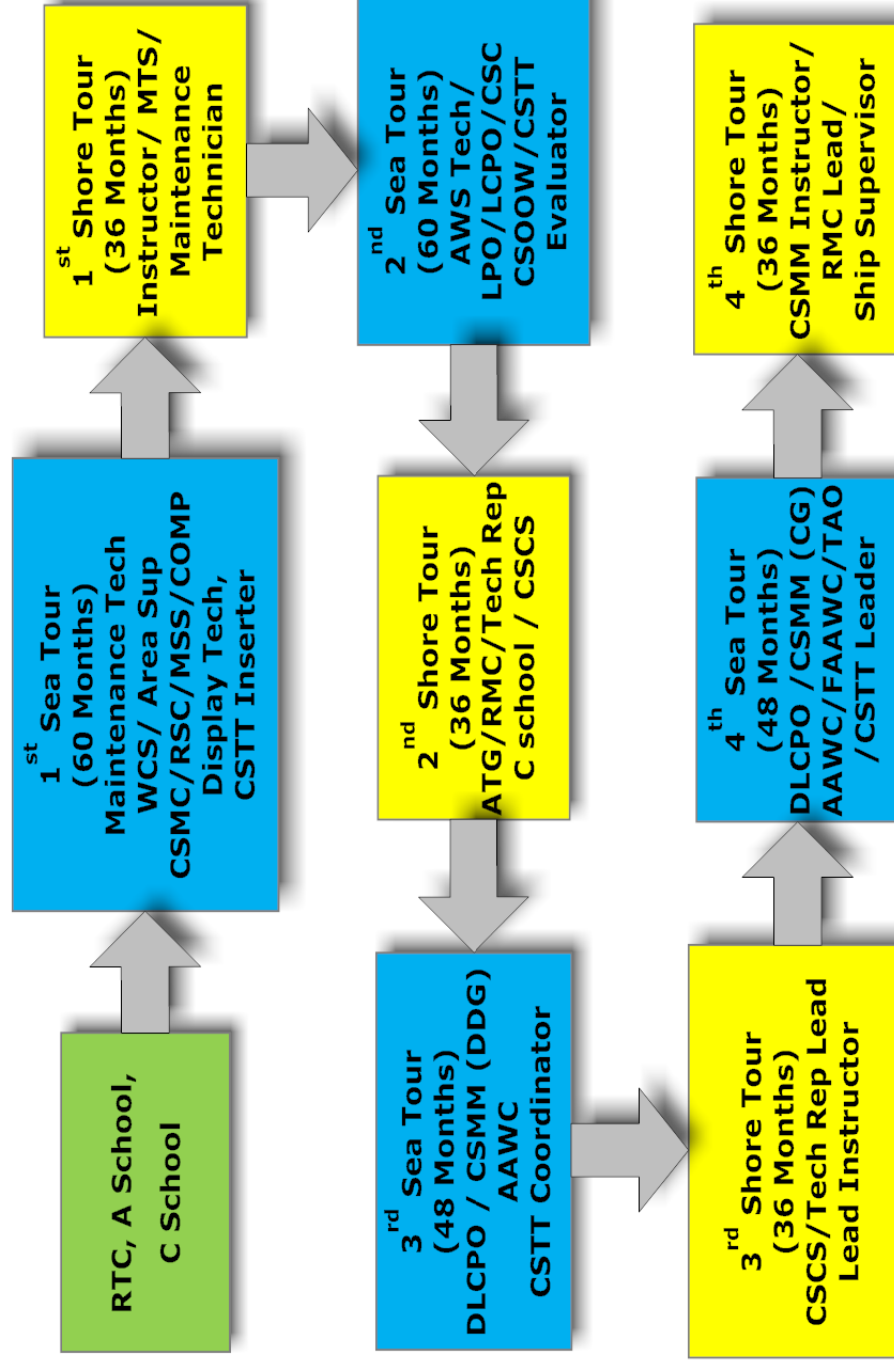 RTC, A School,
C School
1st Sea Tour
(60 Months)
Maintenance Tech
WCS/ Area Sup
CSMC/RSC/MSS/COMP
Display Tech,
CSTT Inserter
1st Shore Tour
(36 Months)
Instructor/ MTS/
Maintenance
Technician
2nd Sea Tour
(60 Months)
AWS Tech/
LPO/LCPO/CSC
CSOOW/CSTT
Evaluator
2nd Shore Tour
(36 Months)
ATG/RMC/Tech Rep
C school / CSCS
3rd Sea Tour
(48 Months)
DLCPO / CSMM (DDG)
AAWC
CSTT Coordinator
3rd Shore Tour
(36 Months)
CSCS/Tech Rep Lead
Lead Instructor
4th Sea Tour
(48 Months)
DLCPO /CSMM (CG)
AAWC/FAAWC/TAO
/CSTT Leader
4th Shore Tour
(36 Months)
CSMM Instructor/
RMC Lead/
Ship Supervisor